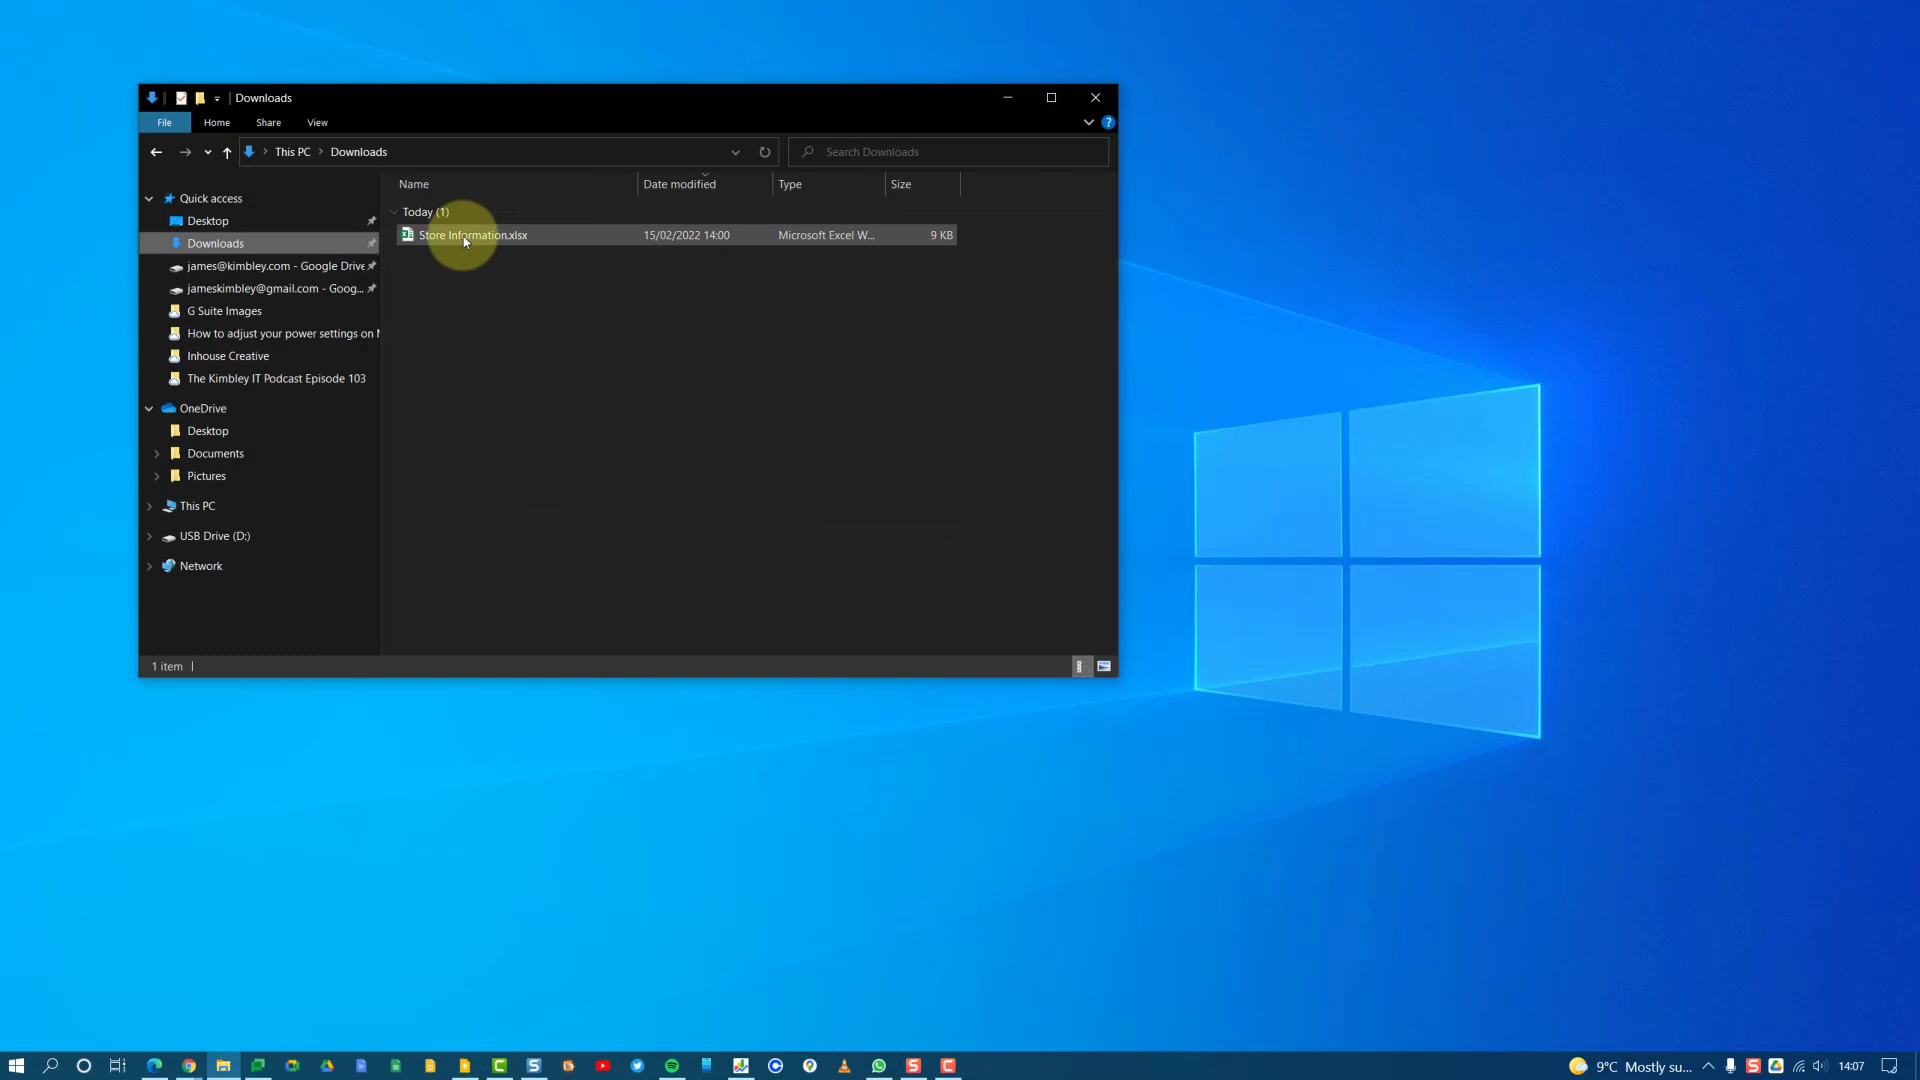 Downloads
File Home Share View
This PC Downloads
Search Downloads
Name Date modified Type Size
Today (1)
Store Information.xlsx 15/02/2022 14:00 Microsoft Excel W... 9 KB
Quick access
Desktop
Downloads
james@kimbley.com - Google Drive
jameskimbley@gmail.com - Goog...
G Suite Images
How to adjust your power settings on
Inhouse Creative
The Kimbley IT Podcast Episode 103
OneDrive
Desktop
Documents
Pictures
This PC
USB Drive (D:)
Network
1 item
9°C Mostly su... 14:07